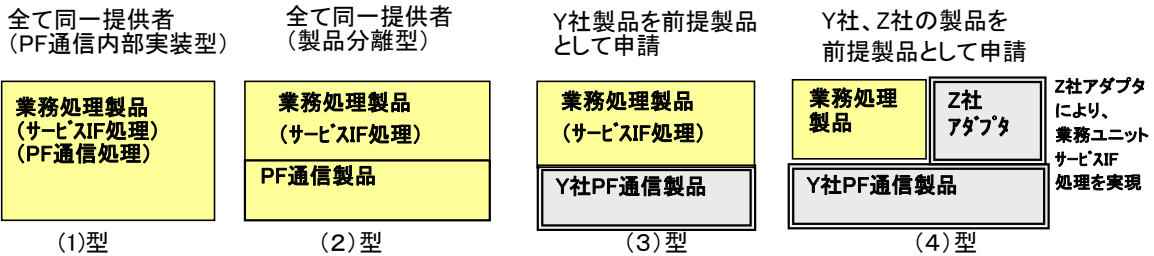 全て同一提供者
(PF通信内部実装型)
業務処理製品
(サービスIF処理)
(PF通信処理)
(1)型
全て同一提供者
(製品分離型)
業務処理製品
(サービスIF処理)
PF通信製品
(2)型
Y社製品を前提製品
として申請
業務処理製品
(サービスIF処理)
Y社PF通信製品
(3)型
Y社、Z社の製品を
前提製品として申請
業務処理
製品
Z社
アダプタ
Y社PF通信製品
Z社アダプタ
により、
業務ユニット
サービスIF
処理を実現
(4)型